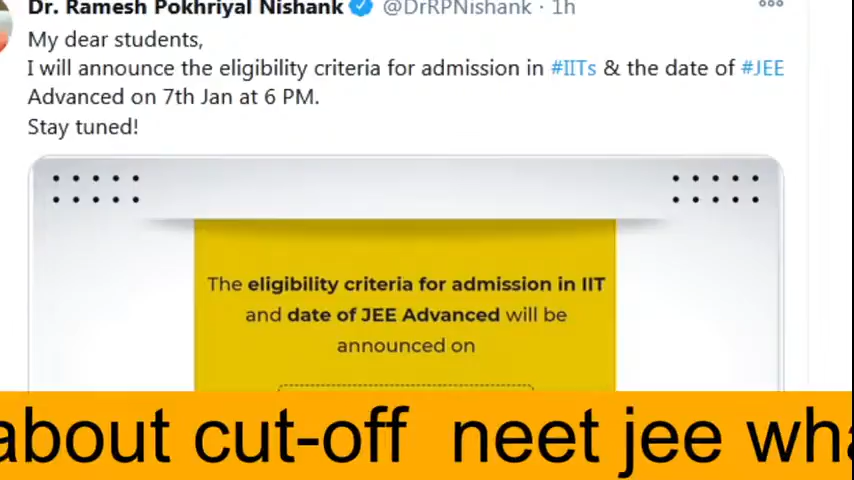 Dr. Ramesh Pokhriyal Nishank @DrRPNishank · 1h
My dear students,
I will announce the eligibility criteria for admission in #IITs & the date of #JEE
Advanced on 7th Jan at 6 PM.
Stay tuned!
The eligibility criteria for admission in IIT
and date of JEE Advanced will be
announced on
about cut-off neet jee